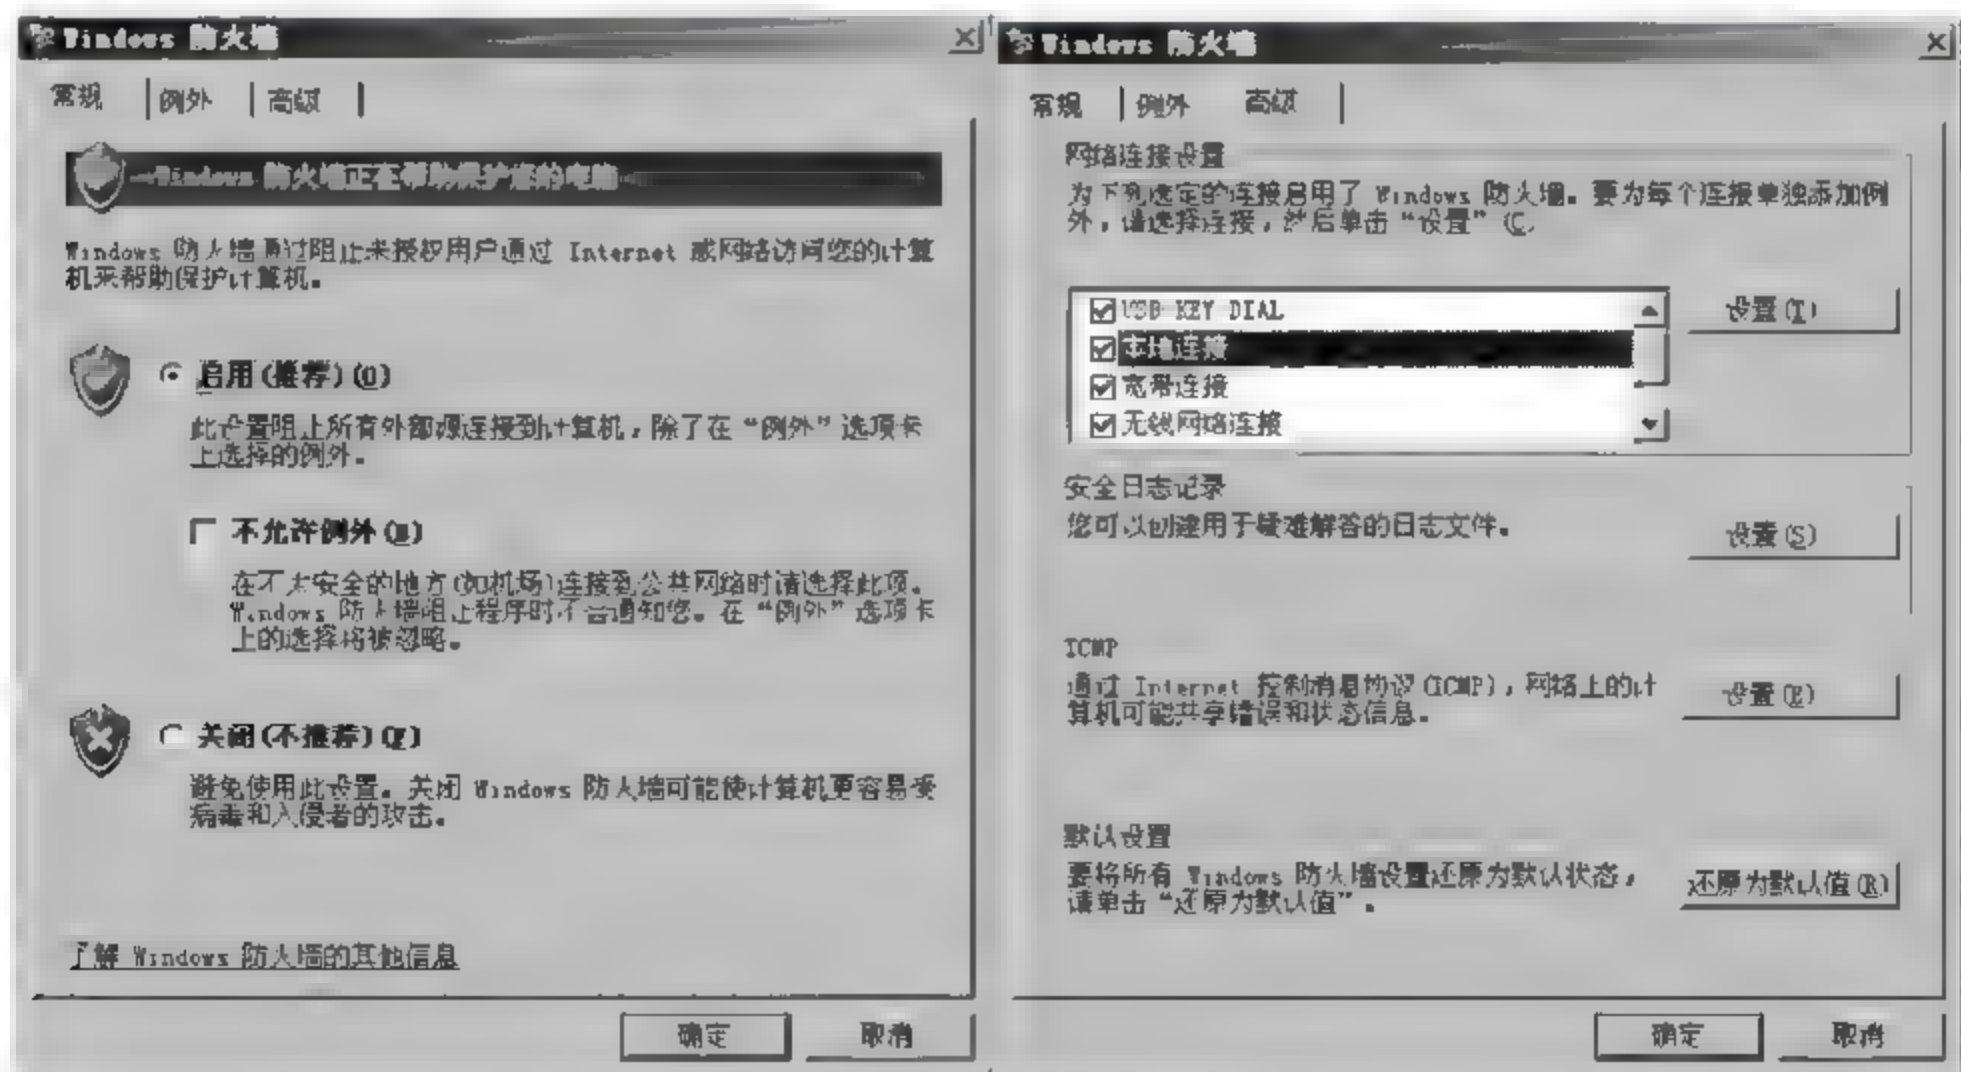 Windows 防火墙
常规 例外 高级
Windows 防火墙正在帮助保护您的电脑
Windows 防火墙通过阻止未授权用户通过 Internet 或网络访问您的计算
机来帮助保护计算机。
启用(推荐)(O)
此设置阻止所有外部源连接到计算机，除了在“例外”选项卡
上选择的例外。
不允许例外(N)
在不太安全的地方(如机场)连接到公共网络时请选择此项。
Windows 防火墙阻止程序时不会通知您。在“例外”选项卡
上的选择将被忽略。
关闭(不推荐)(F)
避免使用此设置。关闭 Windows 防火墙可能使计算机更容易受
病毒和入侵者的攻击。
了解 Windows 防火墙的其他信息
确定 取消
Windows 防火墙
常规 例外 高级
网络连接设置
为下列选定的连接启用了 Windows 防火墙。要为每个连接单独添加例
外，请选择连接，然后单击“设置”
USB KEY DIAL
本地连接
宽带连接
无线网络连接
设置(T)
安全日志记录
您可以创建用于疑难解答的日志文件。
设置(S)
ICMP
通过 Internet 控制消息协议(ICMP)，网络上的计
算机可能共享错误和状态信息。
设置(E)
默认设置
要将所有 Windows 防火墙设置还原为默认状态，
请单击“还原为默认值”。
还原为默认值(R)
确定 取消